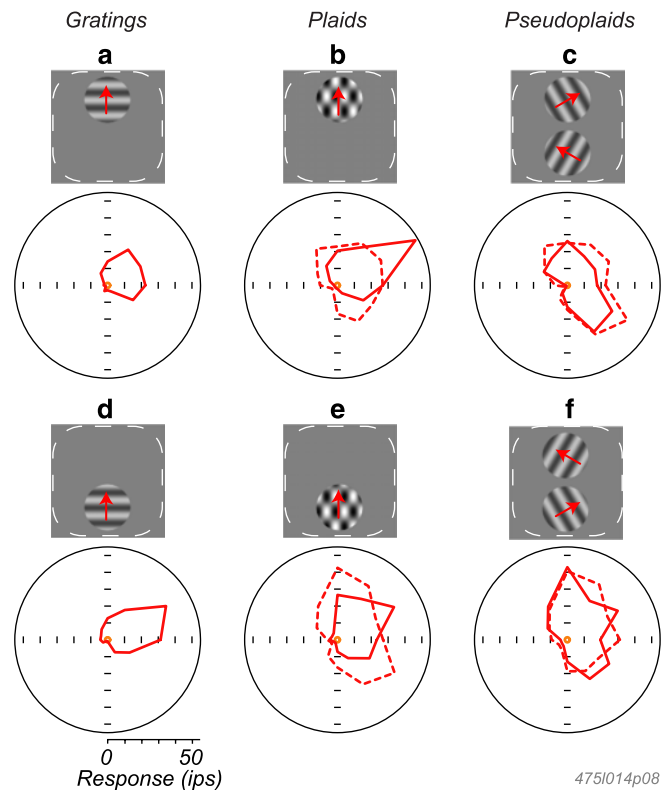 Gratings Plaids Pseudoplaids
a b c
d e f
0 50
Response (ips)
475l014p08